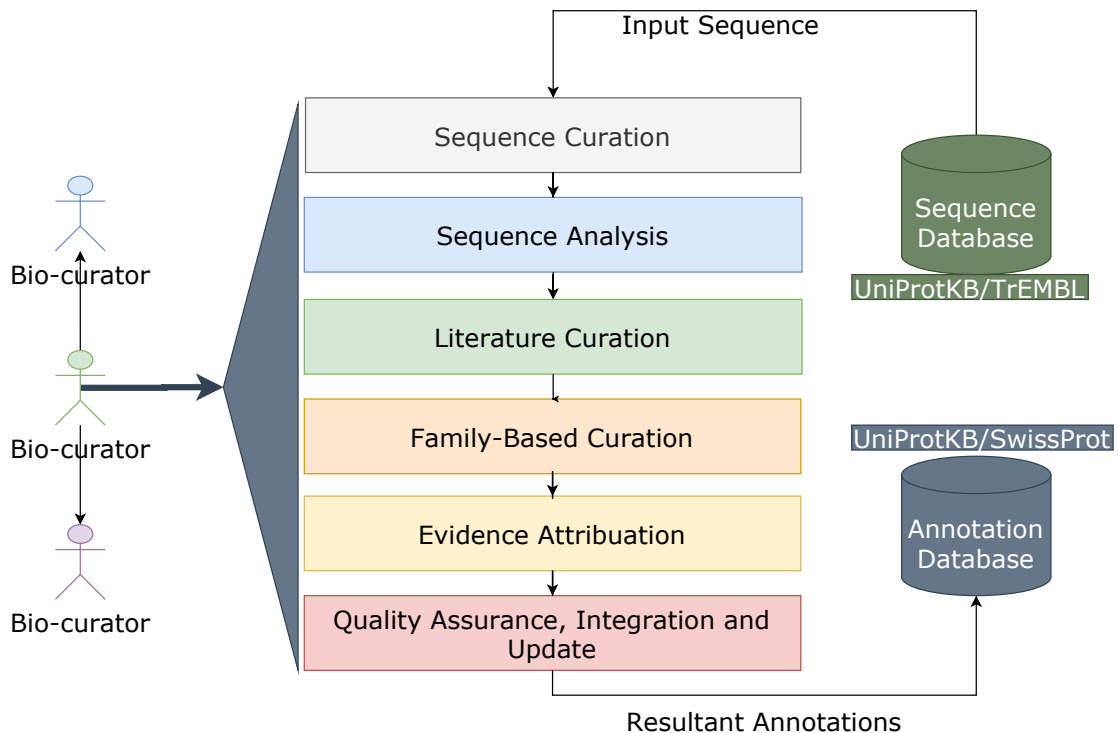 Input Sequence
Sequence Curation
Sequence Analysis
Literature Curation
Family-Based Curation
Evidence Attribuation
Quality Assurance, Integration and
Update
Resultant Annotations
Bio-curator
Bio-curator
Bio-curator
Sequence
Database
UniProtKB/TrEMBL
UniProtKB/SwissProt
Annotation
Database